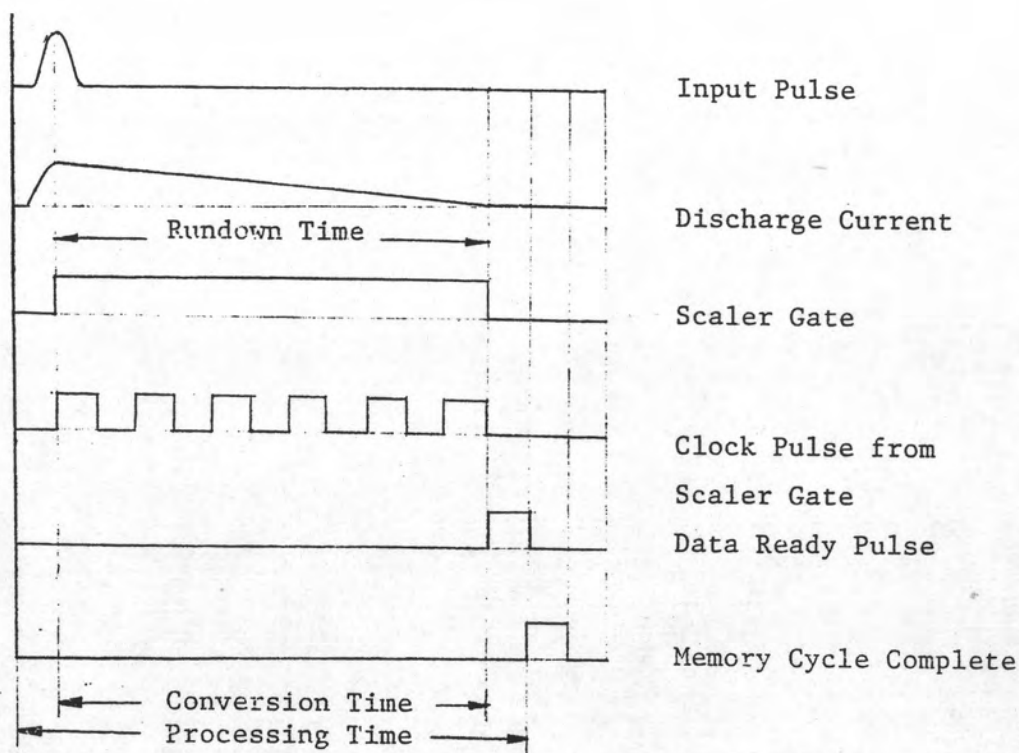 Input Pulse
Discharge Current
Rundown Time
Scaler Gate
Clock Pulse from
Scaler Gate
Data Ready Pulse
Memory Cycle Complete
Conversion Time
Processing Time